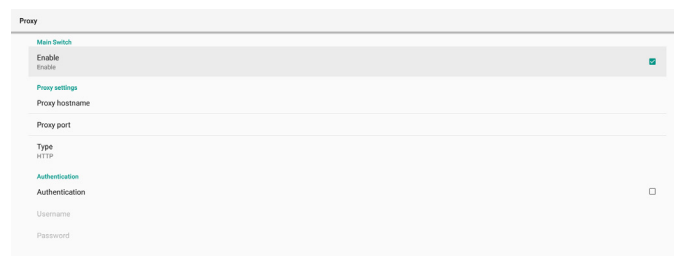 Proxy
Main Switch
Enable
Enable
Proxy settings
Proxy hostname
Proxy port
Type
HTTP
Authentication
Authentication
Username
Password